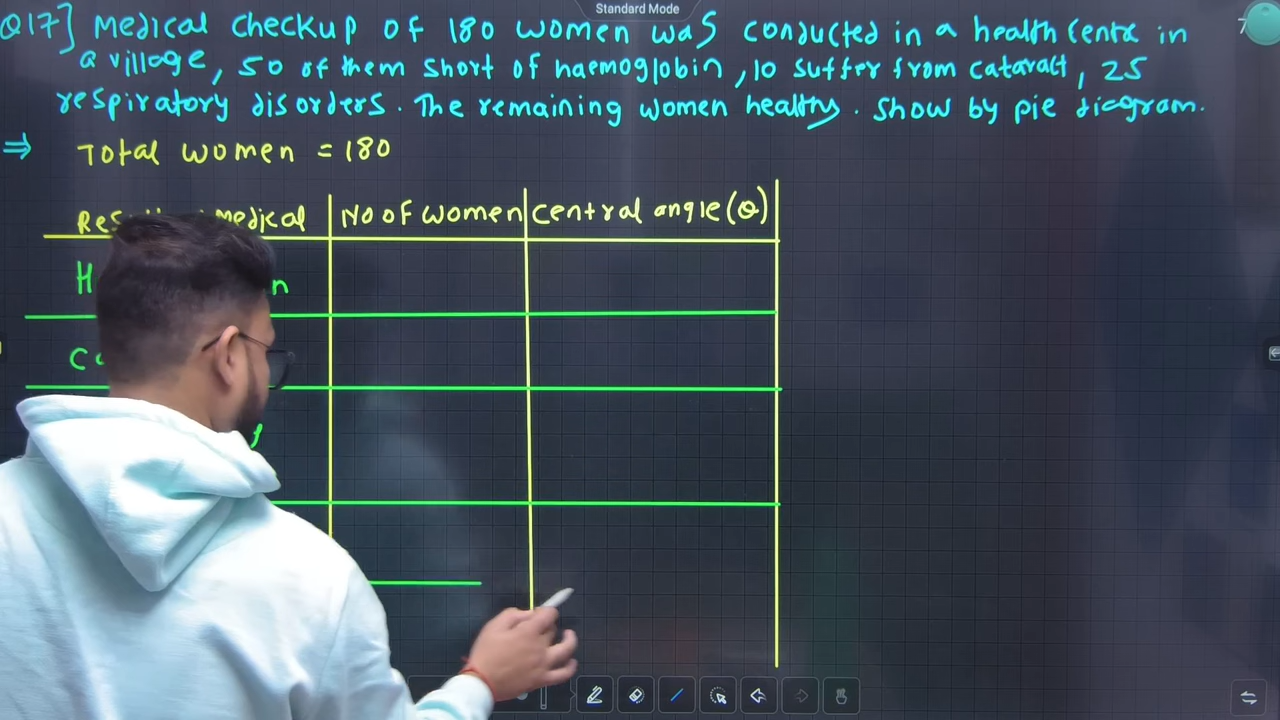 Standard Mode
Q17] Medical checkup of 180 women was conducted in a health centre in
a village, 50 of them short of haemoglobin, 10 suffer from cataract, 25
respiratory disorders. The remaining women healthy. Show by pie diagram.
⇒ Total women = 180
Medical No of women Central angle (θ)